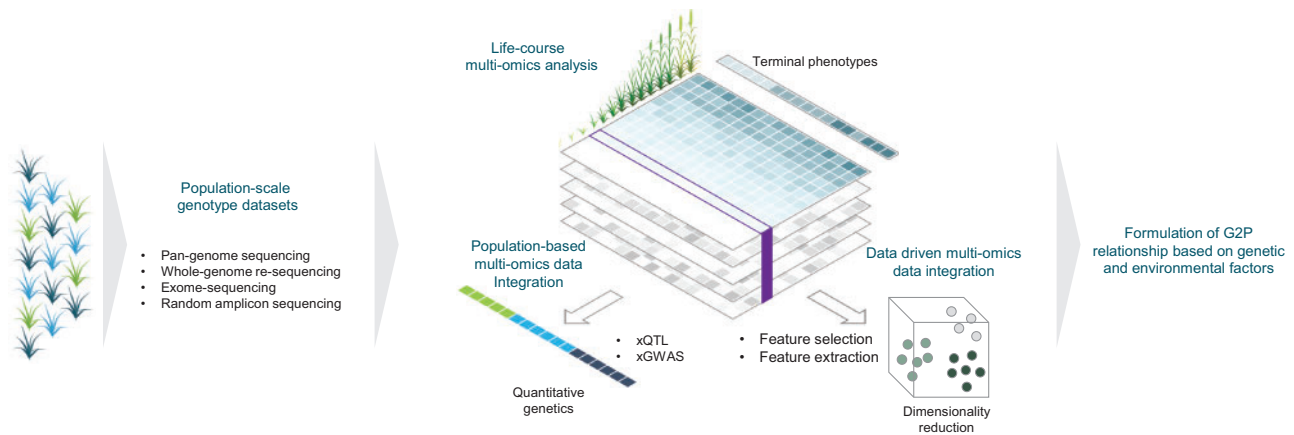 Population-scale
genotype datasets
• Pan-genome sequencing
• Whole-genome re-sequencing
• Exome-sequencing
• Random amplicon sequencing
Life-course
multi-omics analysis
Terminal phenotypes
Population-based
multi-omics data
Integration
• xQTL
• xGWAS
Quantitative
genetics
Data driven multi-omics
data integration
• Feature selection
• Feature extraction
Dimensionality
reduction
Formulation of G2P
relationship based on genetic
and environmental factors